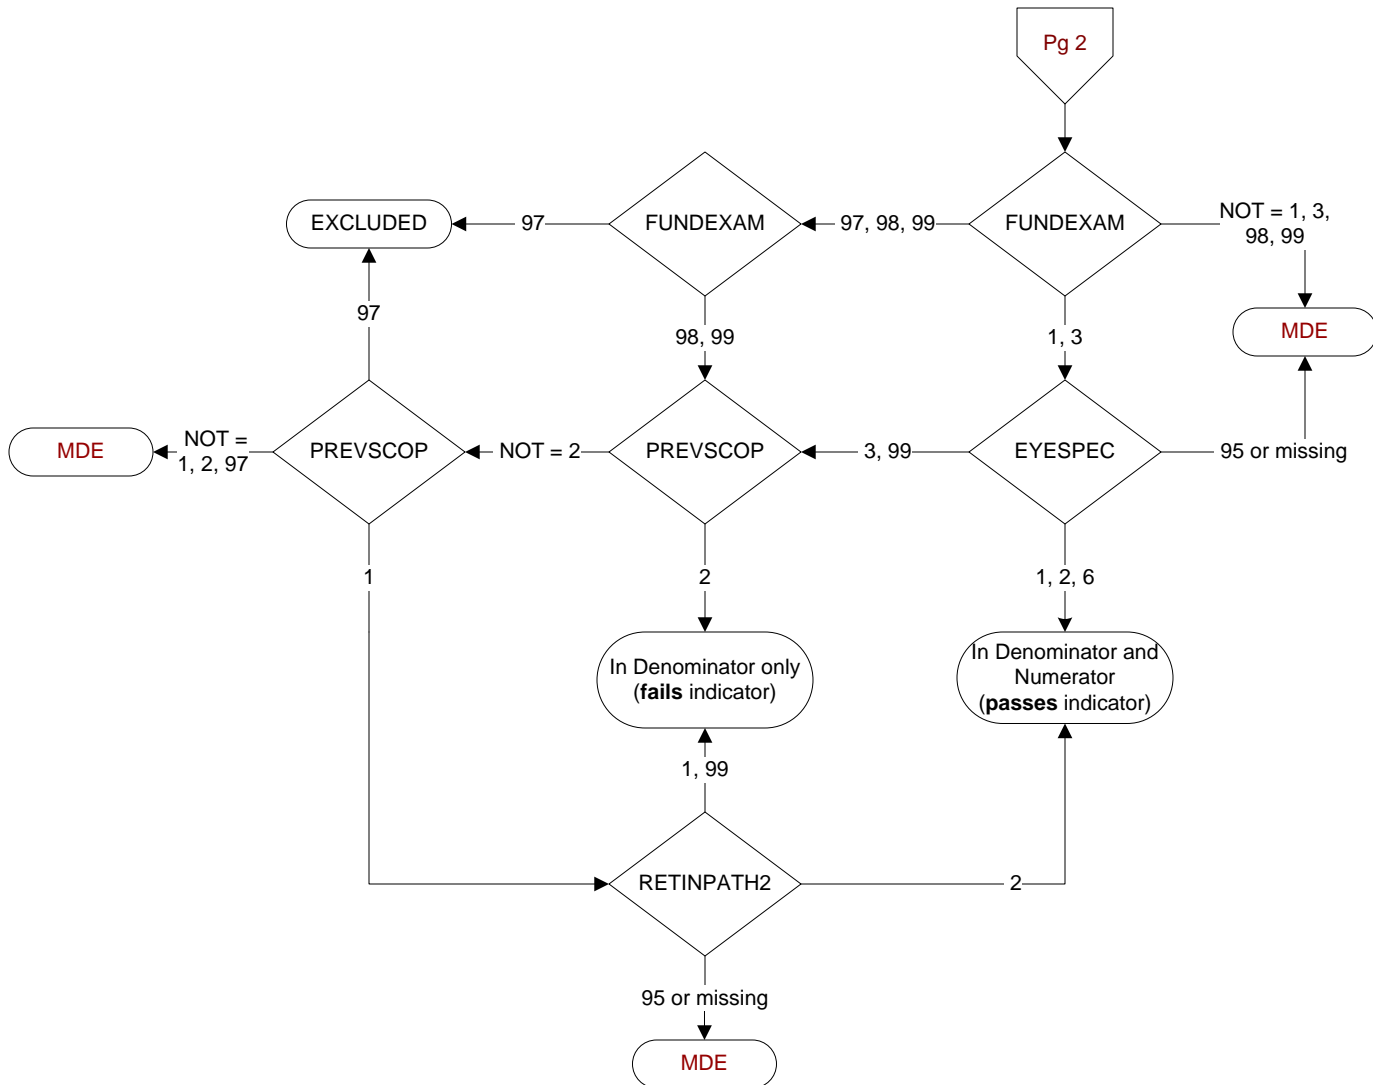 Pg 2
EXCLUDED
97
FUNDEXAM
97, 98, 99
FUNDEXAM
NOT = 1, 3,
98, 99
97
98, 99
1, 3
MDE
MDE
NOT =
1, 2, 97
PREVSCOP
NOT = 2
PREVSCOP
3, 99
EYESPEC
95 or missing
1
2
1, 2, 6
In Denominator only
(fails indicator)
In Denominator and
Numerator
(passes indicator)
1, 99
RETINPATH2
2
95 or missing
MDE